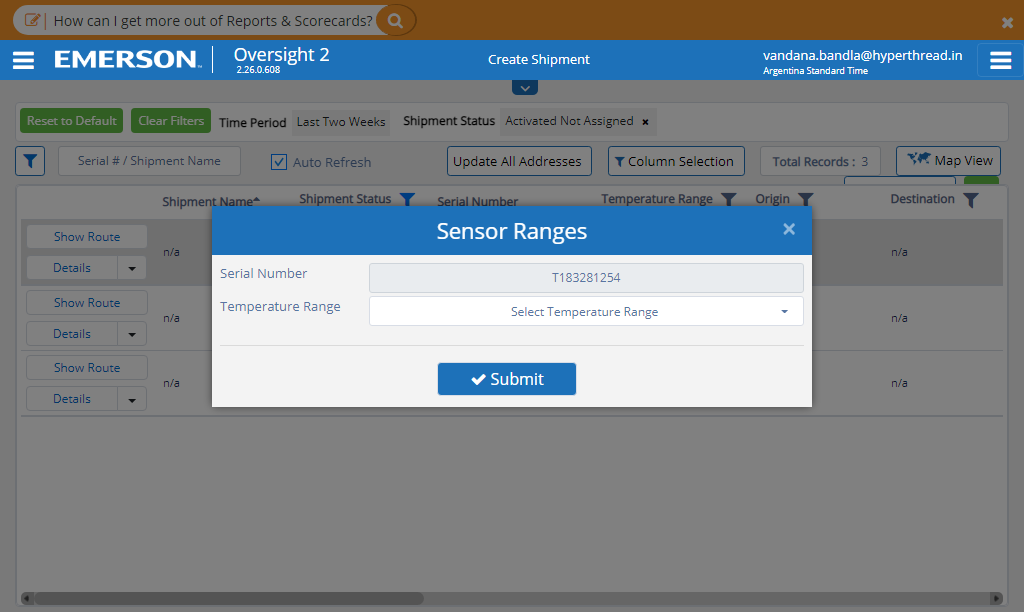 How can I get more out of Reports & Scorecards?
EMERSON™ Oversight 2 Create Shipment vandana.bandla@hyperthread.in
2.26.0.608 Argentina Standard Time
Reset to Default Clear Filters Time Period Last Two Weeks Shipment Status Activated Not Assigned ×
Serial # / Shipment Name Auto Refresh Update All Addresses Column Selection Total Records : 3 Map View
Shipment Name Shipment Status Serial Number Temperature Range Origin Destination
Sensor Ranges ×
Show Route
n/a n/a
Details
Serial Number T183281254
Temperature Range Select Temperature Range
Show Route
n/a n/a
Details
Submit
Show Route
n/a n/a
Details